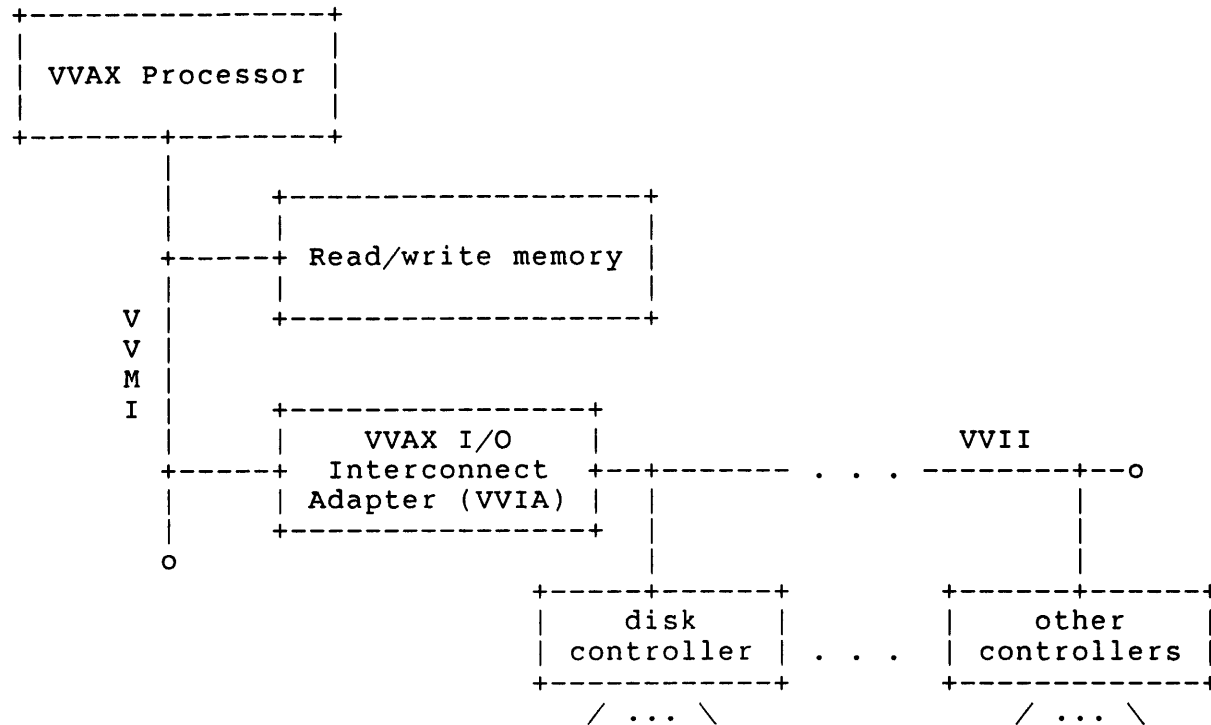 VVAX Processor
Read/write memory
V
V
M
I
VVAX I/O
Interconnect
Adapter (VVIA)
. . .
VVII
disk
controller
. . .
other
controllers
...
...